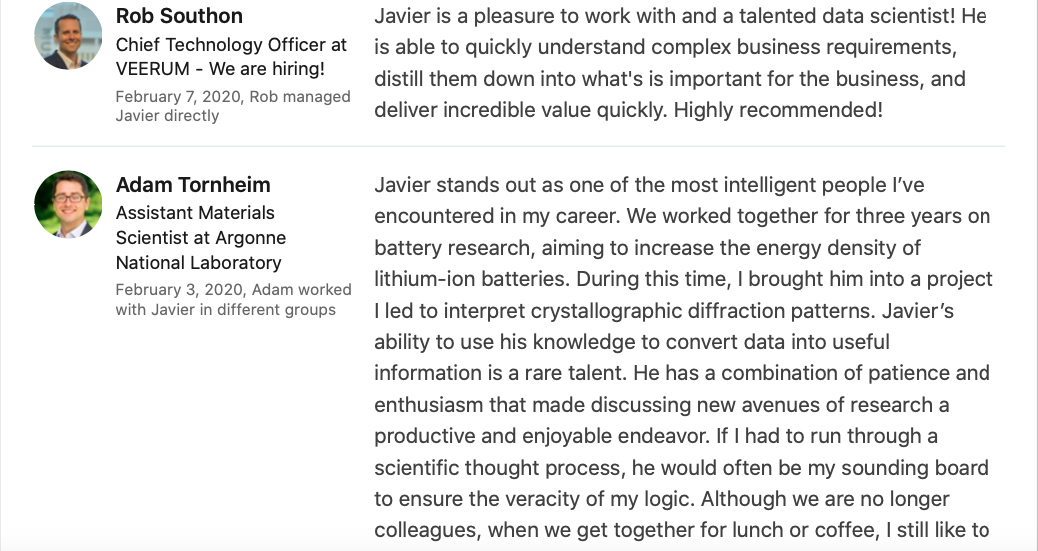 Rob Southon
Chief Technology Officer at
VEERUM - We are hiring!
February 7, 2020, Rob managed
Javier directly
Javier is a pleasure to work with and a talented data scientist! He
is able to quickly understand complex business requirements,
distill them down into what's is important for the business, and
deliver incredible value quickly. Highly recommended!
Adam Tornheim
Assistant Materials
Scientist at Argonne
National Laboratory
February 3, 2020, Adam worked
with Javier in different groups
Javier stands out as one of the most intelligent people I’ve
encountered in my career. We worked together for three years on
battery research, aiming to increase the energy density of
lithium-ion batteries. During this time, I brought him into a project
I led to interpret crystallographic diffraction patterns. Javier’s
ability to use his knowledge to convert data into useful
information is a rare talent. He has a combination of patience and
enthusiasm that made discussing new avenues of research a
productive and enjoyable endeavor. If I had to run through a
scientific thought process, he would often be my sounding board
to ensure the veracity of my logic. Although we are no longer
colleagues, when we get together for lunch or coffee, I still like to